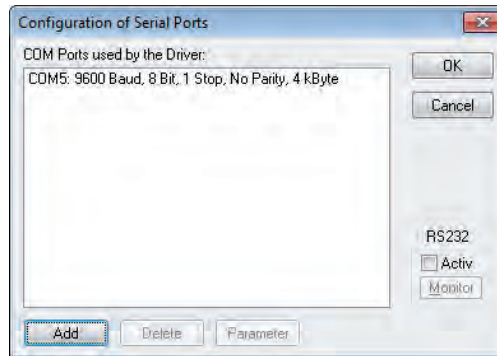 Configuration of Serial Ports
COM Ports used by the Driver:
COM5: 9600 Baud, 8 Bit, 1 Stop, No Parity, 4 kByte
OK
Cancel
RS232
Activ
Monitor
Add
Delete
Parameter